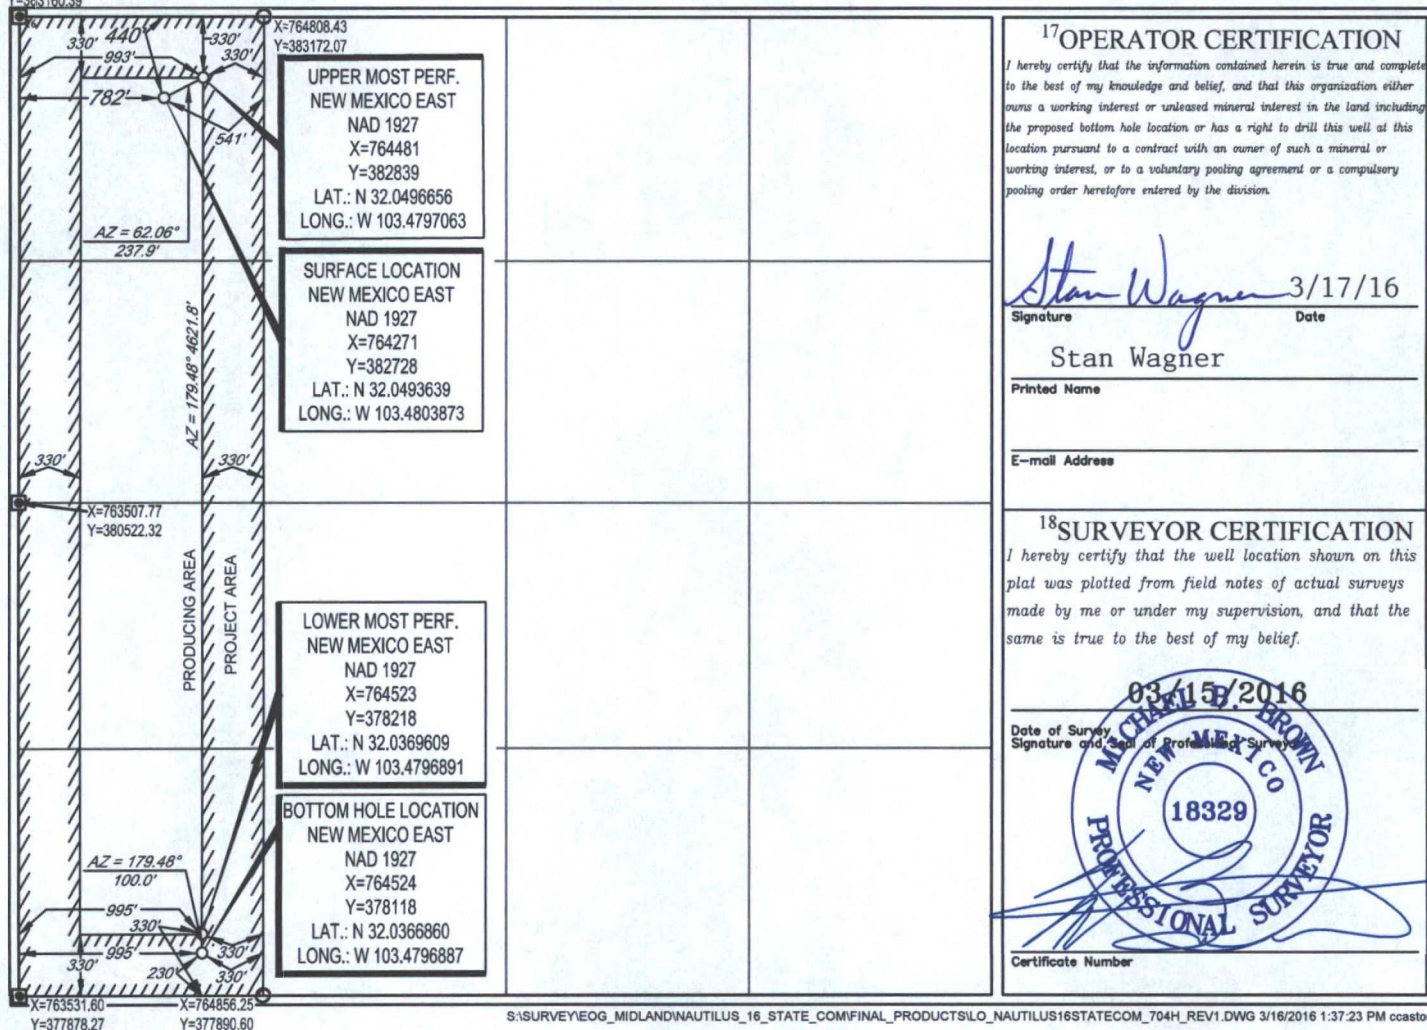 X=764808.43
Y=383172.07
440'
330'
330'
330'
993'
782'
541'
UPPER MOST PERF.
NEW MEXICO EAST
NAD 1927
X=764481
Y=382839
LAT.: N 32.0496656
LONG.: W 103.4797063
AZ = 62.06°
237.9'
SURFACE LOCATION
NEW MEXICO EAST
NAD 1927
X=764271
Y=382728
LAT.: N 32.0493639
LONG.: W 103.4803873
AZ = 179.48° 4621.8'
330'
330'
X=763507.77
Y=380522.32
PRODUCING AREA
PROJECT AREA
LOWER MOST PERF.
NEW MEXICO EAST
NAD 1927
X=764523
Y=378218
LAT.: N 32.0369609
LONG.: W 103.4796891
BOTTOM HOLE LOCATION
NEW MEXICO EAST
NAD 1927
X=764524
Y=378118
LAT.: N 32.0366860
LONG.: W 103.4796887
AZ = 179.48°
100.0'
995'
330'
995'
330'
330'
230'
330'
X=763531.60
Y=377878.27
X=764856.25
Y=377890.60
17OPERATOR CERTIFICATION
I hereby certify that the information contained herein is true and complete
to the best of my knowledge and belief, and that this organization either
owns a working interest or unleased mineral interest in the land including
the proposed bottom hole location or has a right to drill this well at this
location pursuant to a contract with an owner of such a mineral or
working interest, or to a voluntary pooling agreement or a compulsory
pooling order heretofore entered by the division.
Stan Wagner 3/17/16
Signature Date
Stan Wagner
Printed Name
E-mail Address
18SURVEYOR CERTIFICATION
I hereby certify that the well location shown on this
plat was plotted from field notes of actual surveys
made by me or under my supervision, and that the
same is true to the best of my belief.
03/15/2016
Date of Survey
Signature and Seal of Professional Surveyor
MICHAEL B. BROWN
NEW MEXICO
18329
PROFESSIONAL SURVEYOR
Certificate Number
S:\SURVEY\EOG_MIDLAND\NAUTILUS_16_STATE_COM\FINAL_PRODUCTS\LO_NAUTILUS16STATECOM_704H_REV1.DWG 3/16/2016 1:37:23 PM